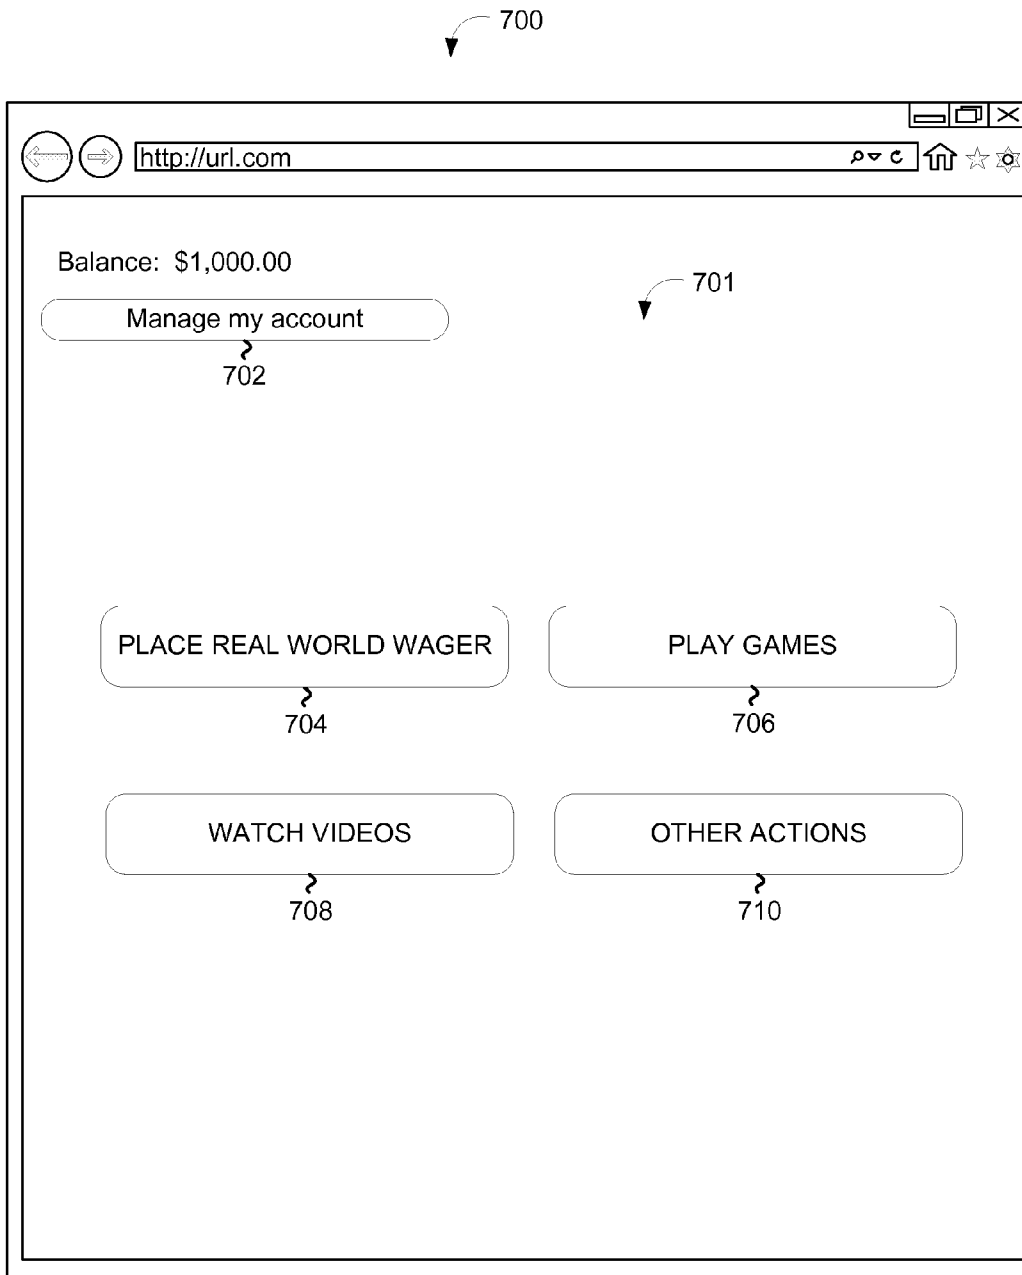 700
http://url.com
Balance: $1,000.00
701
Manage my account
702
PLACE REAL WORLD WAGER
PLAY GAMES
704
706
WATCH VIDEOS
OTHER ACTIONS
708
710